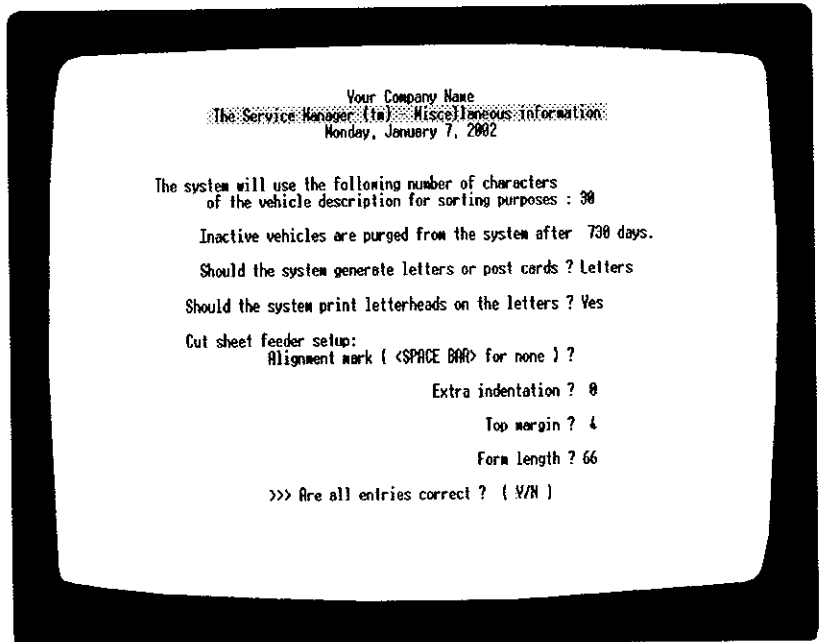 Your Company Name
The Service Manager (tm) - Miscellaneous information
Monday, January 7, 2002
The system will use the following number of characters
of the vehicle description for sorting purposes : 30
Inactive vehicles are purged from the system after 730 days.
Should the system generate letters or post cards ? Letters
Should the system print letterheads on the letters ? Yes
Cut sheet feeder setup:
Alignment mark ( <SPACE BAR> for none ) ?
Extra indentation ? 0
Top margin ? 4
Form length ? 66
>>> Are all entries correct ? ( Y/N )